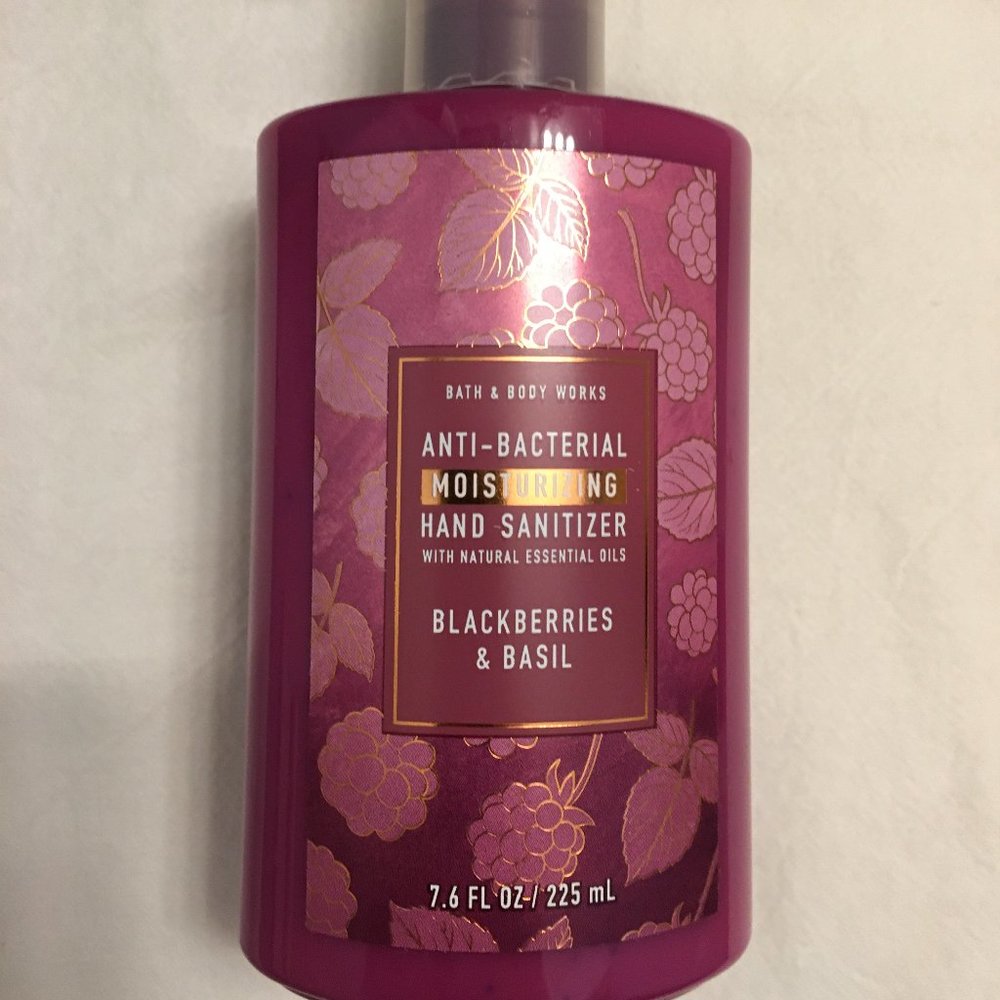 BATH & BODY WORKS
ANTI-BACTERIAL
MOISTURIZING
HAND SANITIZER
WITH NATURAL ESSENTIAL OILS
BLACKBERRIES
& BASIL
7.6 FL OZ / 225 mL